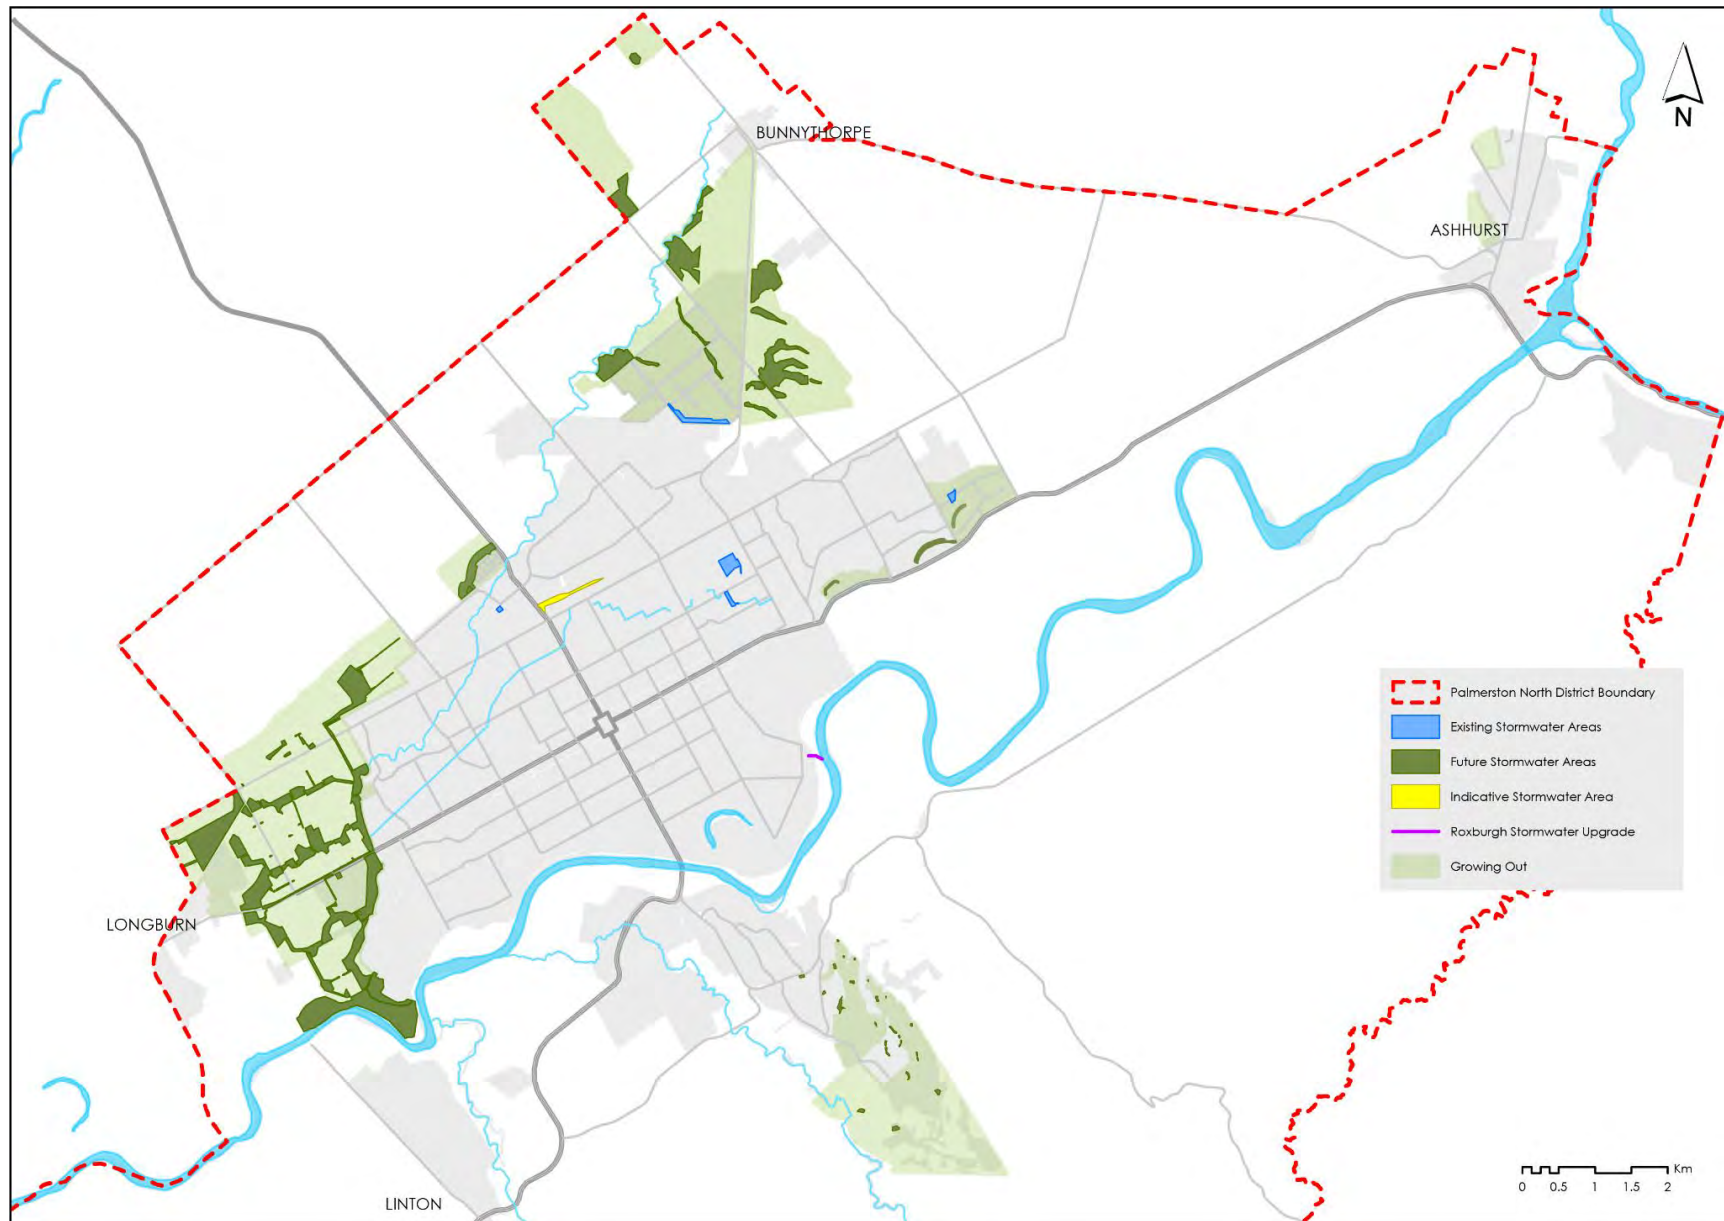 N
BUNNYTHORPE
ASHHURST
Palmerston North District Boundary
Existing Stormwater Areas
Future Stormwater Areas
Indicative Stormwater Area
Roxburgh Stormwater Upgrade
Growing Out
LONGBURN
LINTON
Km
0 0.5 1 1.5 2